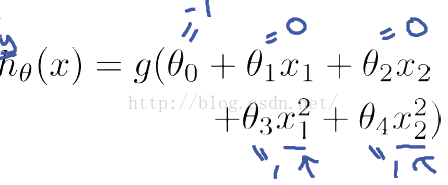 -1
= 0 = 0
hθ(x) = g(θ0 + θ1x1 + θ2x2
http://blog.csdn.net/
+θ3x1² + θ4x2²)
= 1 = 1